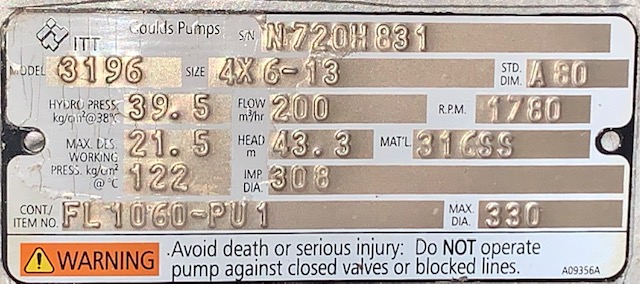 ITT Goulds Pumps S/N N720H831
MODEL 3196 SIZE 4X6-13 STD. DIM. A80
HYDRO PRESS. kg/cm²@38°C 39.5 FLOW m³/hr 200 R.P.M. 1780
MAX. DES. WORKING PRESS. kg/cm² 21.5 HEAD m 43.3 MAT'L 316SS
@ °C 122 IMP. DIA. 308
CONT./ ITEM NO. FL1060-PU1 MAX. DIA. 330
WARNING Avoid death or serious injury: Do NOT operate
pump against closed valves or blocked lines. A09356A